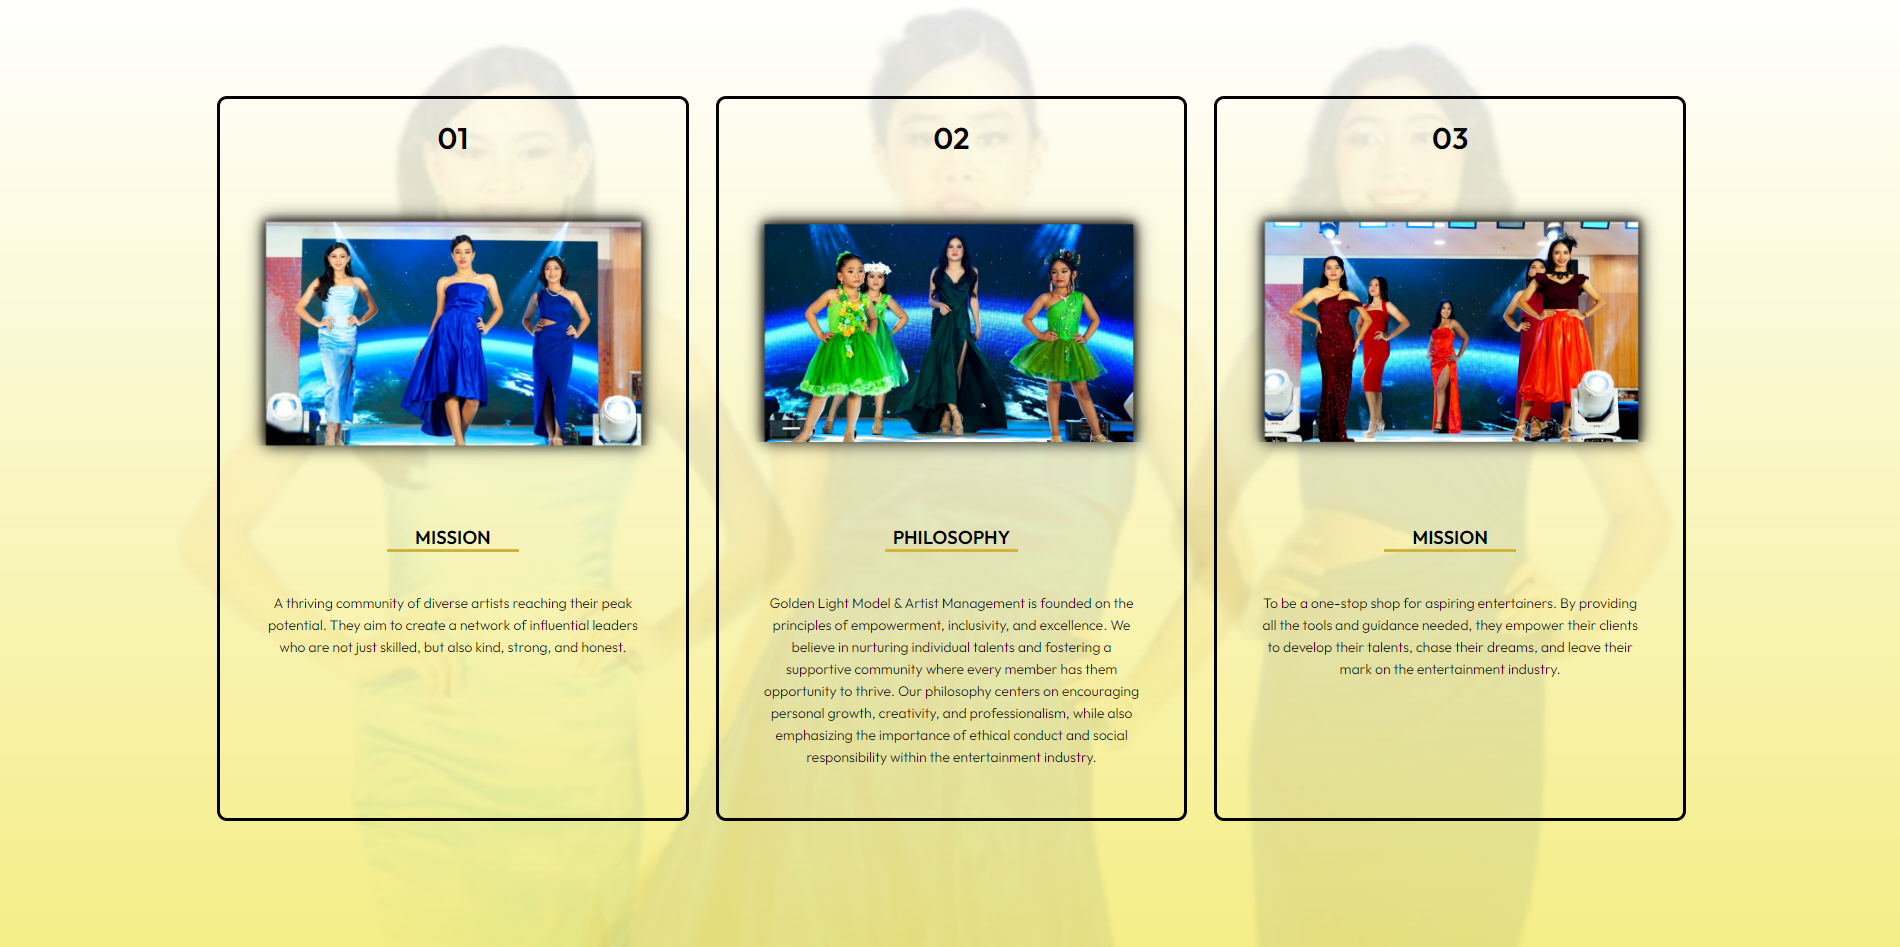 01
MISSION
A thriving community of diverse artists reaching their peak
potential. They aim to create a network of influential leaders
who are not just skilled, but also kind, strong, and honest.
02
PHILOSOPHY
Golden Light Model & Artist Management is founded on the
principles of empowerment, inclusivity, and excellence. We
believe in nurturing individual talents and fostering a
supportive community where every member has them
opportunity to thrive. Our philosophy centers on encouraging
personal growth, creativity, and professionalism, while also
emphasizing the importance of ethical conduct and social
responsibility within the entertainment industry.
03
MISSION
To be a one-stop shop for aspiring entertainers. By providing
all the tools and guidance needed, they empower their clients
to develop their talents, chase their dreams, and leave their
mark on the entertainment industry.